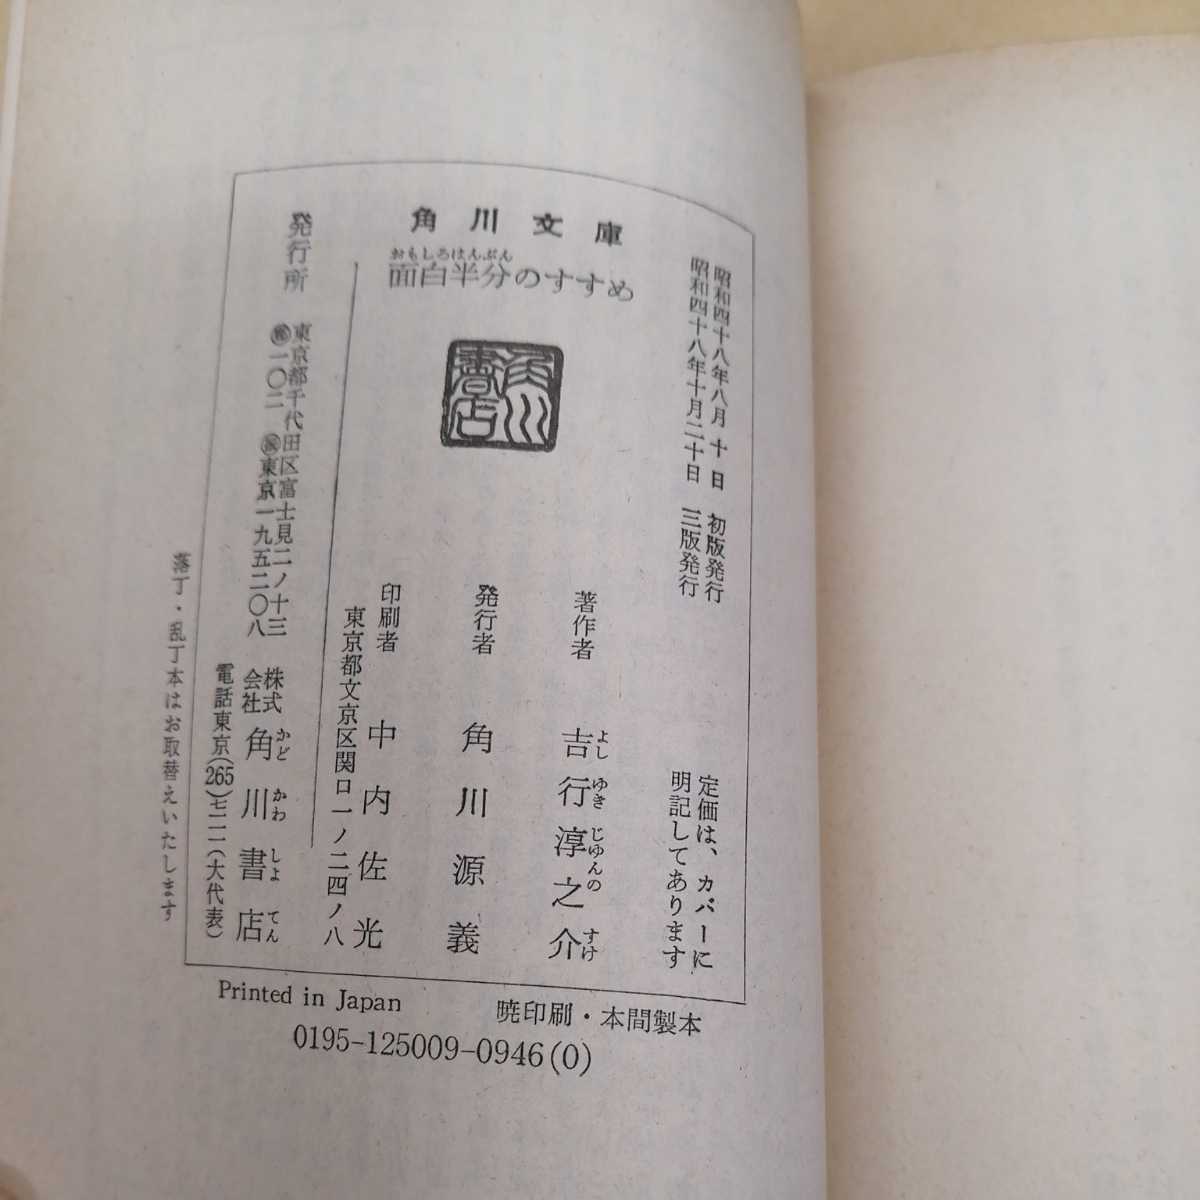 角川文庫
面白半分のすすめ
おもしろはんぶん
昭和四十八年八月十日　初版発行
昭和四十八年十月二十日　三版発行
定価は、カバーに
明記してあります
著作者　吉行淳之介
よしゆきじゆんのすけ
発行者　角川源義
印刷者　中内佐光
東京都文京区関口一ノ二四ノ八
角川書店
発行所
東京都千代田区富士見二ノ十三
一〇二　東京一九五二〇八
株式会社　角川書店
かどかわしよてん
電話東京(265)七一一一(大代表)
落丁・乱丁本はお取替えいたします
Printed in Japan
暁印刷・本間製本
0195-125009-0946(0)